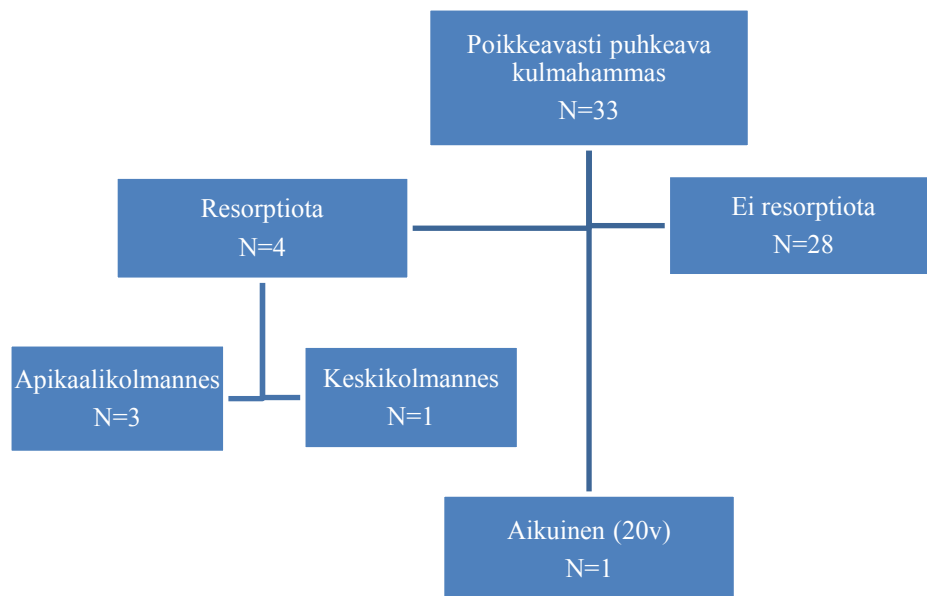 Poikkeavasti puhkeava
kulmahammas
N=33
Resorptiota
N=4
Ei resorptiota
N=28
Apikaalikolmannes
N=3
Keskikolmannes
N=1
Aikuinen (20v)
N=1